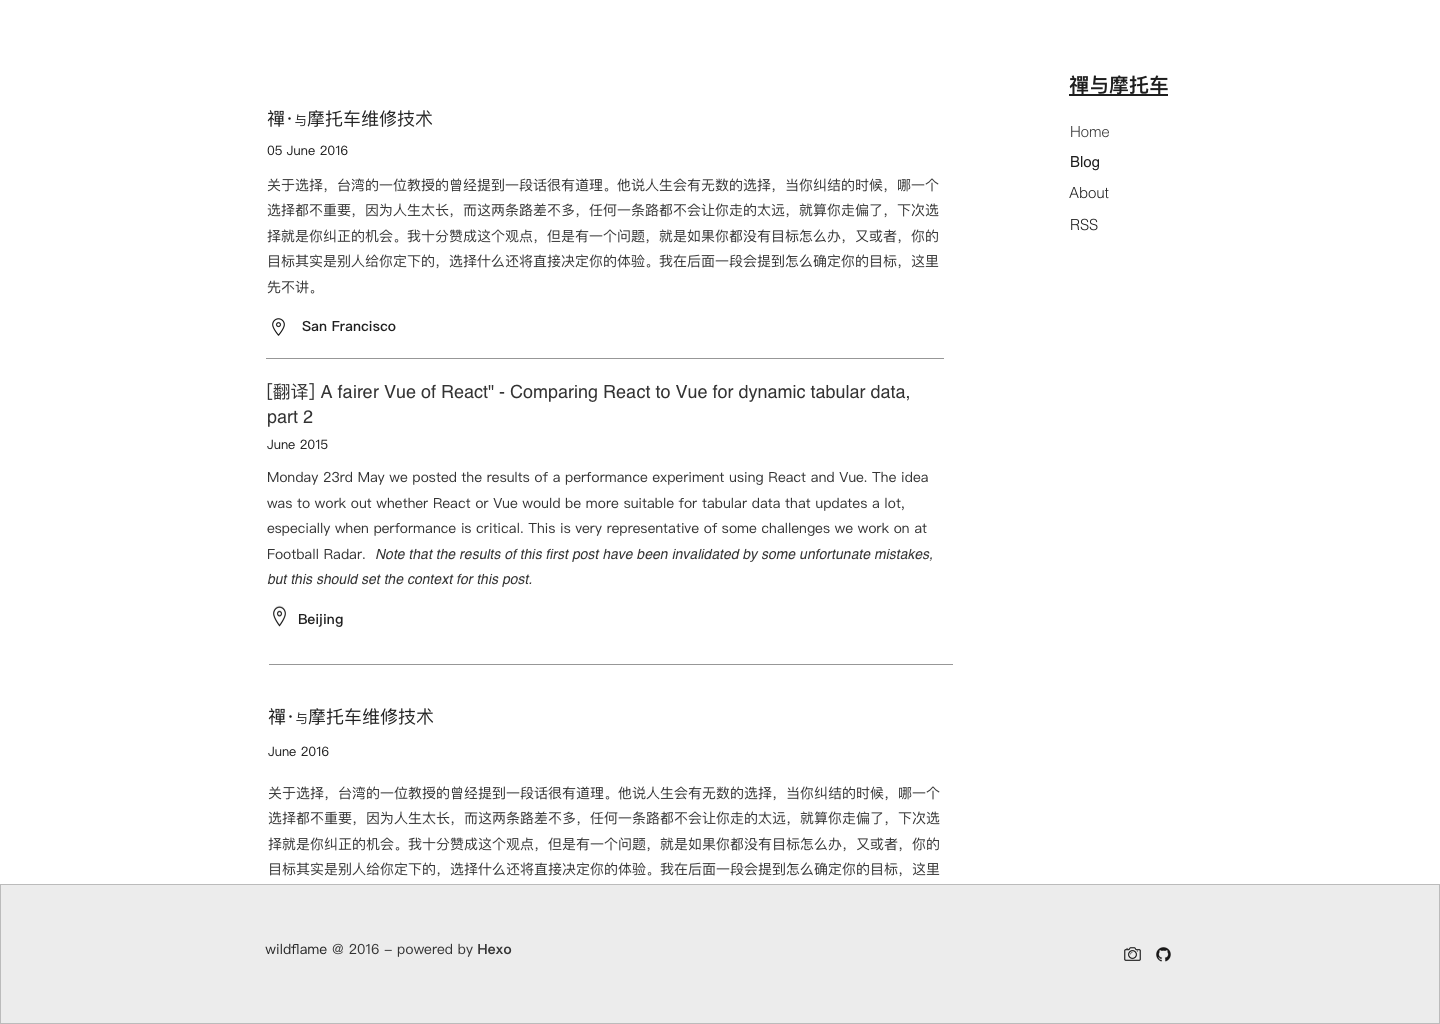 禪·与摩托车维修技术
05 June 2016
关于选择，台湾的一位教授的曾经提到一段话很有道理。他说人生会有无数的选择，当你纠结的时候，哪一个
选择都不重要，因为人生太长，而这两条路差不多，任何一条路都不会让你走的太远，就算你走偏了，下次选
择就是你纠正的机会。我十分赞成这个观点，但是有一个问题，就是如果你都没有目标怎么办，又或者，你的
目标其实是别人给你定下的，选择什么还将直接决定你的体验。我在后面一段会提到怎么确定你的目标，这里
先不讲。
San Francisco
[翻译] A fairer Vue of React" - Comparing React to Vue for dynamic tabular data,
part 2
June 2015
Monday 23rd May we posted the results of a performance experiment using React and Vue. The idea
was to work out whether React or Vue would be more suitable for tabular data that updates a lot,
especially when performance is critical. This is very representative of some challenges we work on at
Football Radar.  Note that the results of this first post have been invalidated by some unfortunate mistakes,
but this should set the context for this post.
Beijing
禪·与摩托车维修技术
June 2016
关于选择，台湾的一位教授的曾经提到一段话很有道理。他说人生会有无数的选择，当你纠结的时候，哪一个
选择都不重要，因为人生太长，而这两条路差不多，任何一条路都不会让你走的太远，就算你走偏了，下次选
择就是你纠正的机会。我十分赞成这个观点，但是有一个问题，就是如果你都没有目标怎么办，又或者，你的
目标其实是别人给你定下的，选择什么还将直接决定你的体验。我在后面一段会提到怎么确定你的目标，这里
禪与摩托车
Home
Blog
About
RSS
wildflame @ 2016 – powered by Hexo